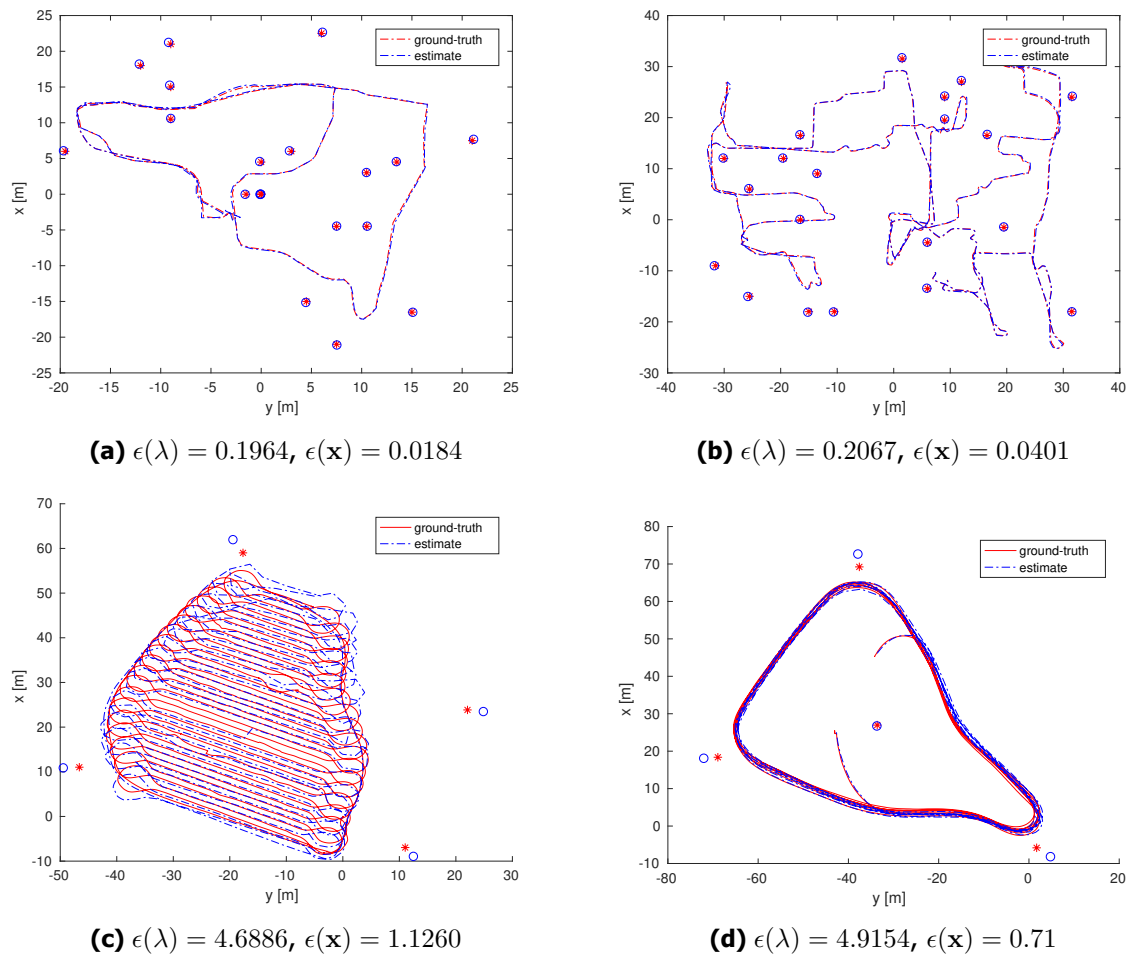 25
20
15
10
5
0
-5
-10
-15
-20
-25
x [m]
-20 -15 -10 -5 0 5 10 15 20 25
y [m]
ground-truth
estimate
(a) ϵ(λ) = 0.1964, ϵ(x) = 0.0184
40
30
20
10
0
-10
-20
-30
x [m]
-40 -30 -20 -10 0 10 20 30 40
y [m]
ground-truth
estimate
(b) ϵ(λ) = 0.2067, ϵ(x) = 0.0401
70
60
50
40
30
20
10
0
-10
x [m]
-50 -40 -30 -20 -10 0 10 20 30
y [m]
ground-truth
estimate
(c) ϵ(λ) = 4.6886, ϵ(x) = 1.1260
80
70
60
50
40
30
20
10
0
-10
x [m]
-80 -60 -40 -20 0 20
y [m]
ground-truth
estimate
(d) ϵ(λ) = 4.9154, ϵ(x) = 0.71